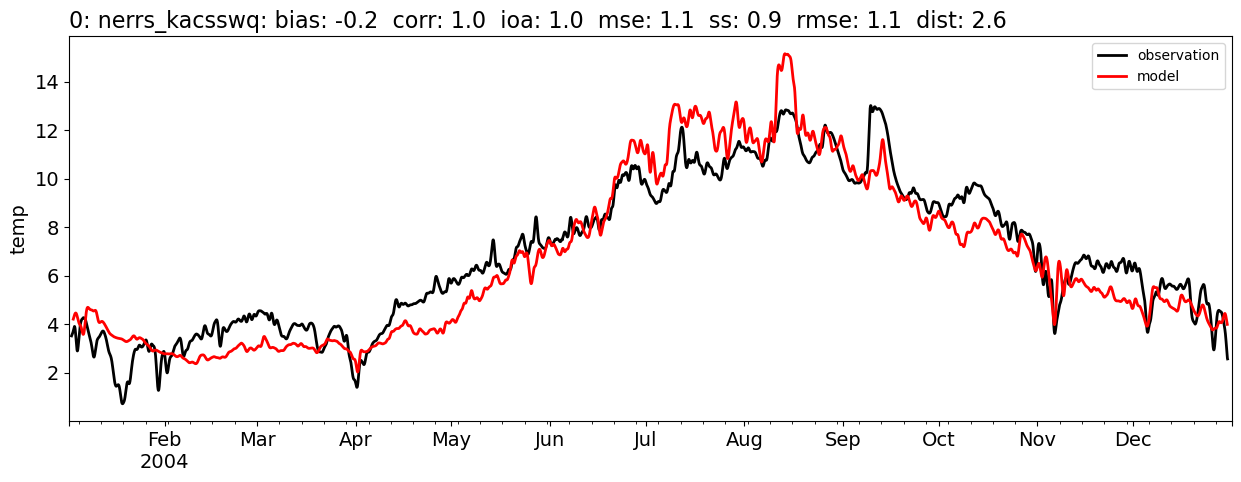 0: nerrs_kacsswq: bias: -0.2  corr: 1.0  ioa: 1.0  mse: 1.1  ss: 0.9  rmse: 1.1  dist: 2.6
observation
model
14
12
10
8
6
4
2
temp
Feb Mar Apr May Jun Jul Aug Sep Oct Nov Dec
2004